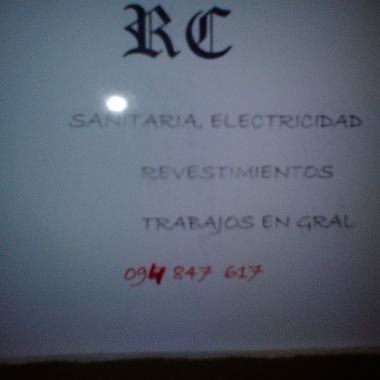 RC
SANITARIA, ELECTRICIDAD
REVESTIMIENTOS
TRABAJOS EN GRAL
094 847 617